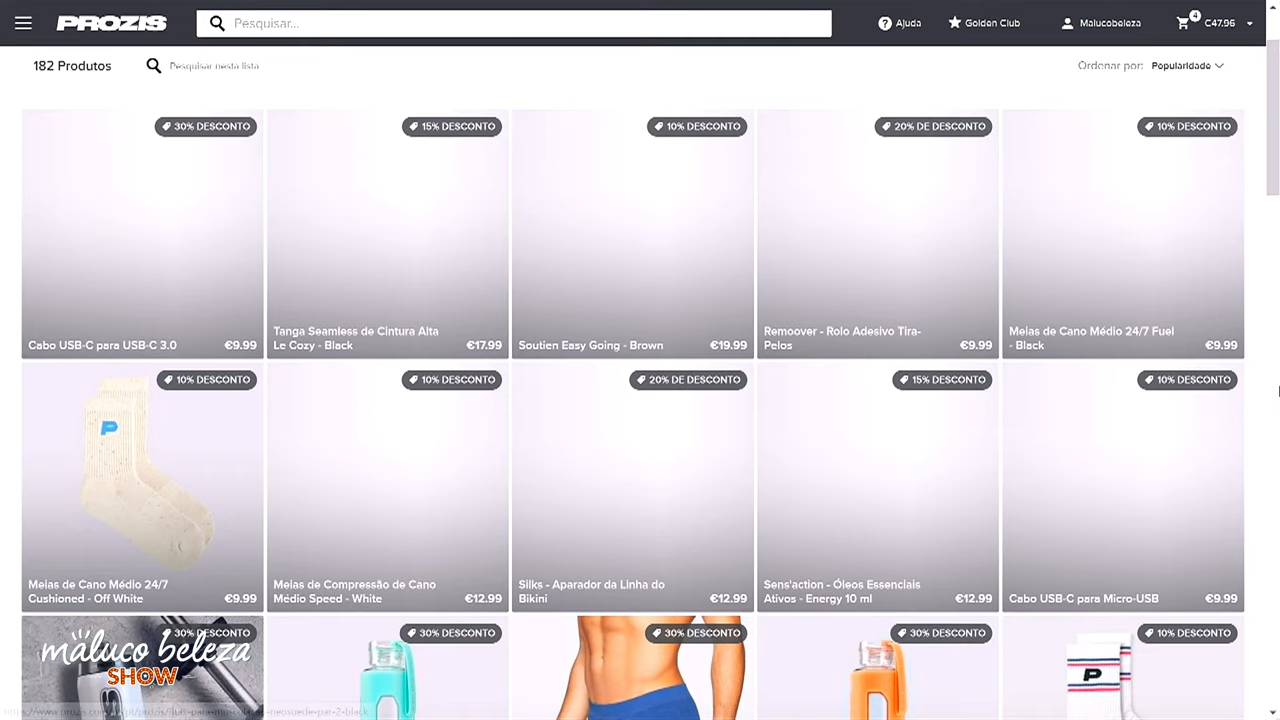 PROZIS
Pesquisar...
Ajuda
Golden Club
Malucobeleza
4
€47.96
182 Produtos
Pesquisar nesta lista
Ordenar por: Popularidade
30% DESCONTO
15% DESCONTO
10% DESCONTO
20% DE DESCONTO
10% DESCONTO
Cabo USB-C para USB-C 3.0
€9.99
Tanga Seamless de Cintura Alta
Le Cozy - Black
€17.99
Soutien Easy Going - Brown
€19.99
Remoover - Rolo Adesivo Tira-
Pelos
€9.99
Meias de Cano Médio 24/7 Fuel
- Black
€9.99
10% DESCONTO
10% DESCONTO
20% DE DESCONTO
15% DESCONTO
10% DESCONTO
P
Meias de Cano Médio 24/7
Cushioned - Off White
€9.99
Meias de Compressão de Cano
Médio Speed - White
€12.99
Silks - Aparador da Linha do
Bikini
€12.99
Sens'action - Óleos Essenciais
Ativos - Energy 10 ml
€12.99
Cabo USB-C para Micro-USB
€9.99
30% DESCONTO
30% DESCONTO
30% DESCONTO
30% DESCONTO
10% DESCONTO
maluco beleza
SHOW
P